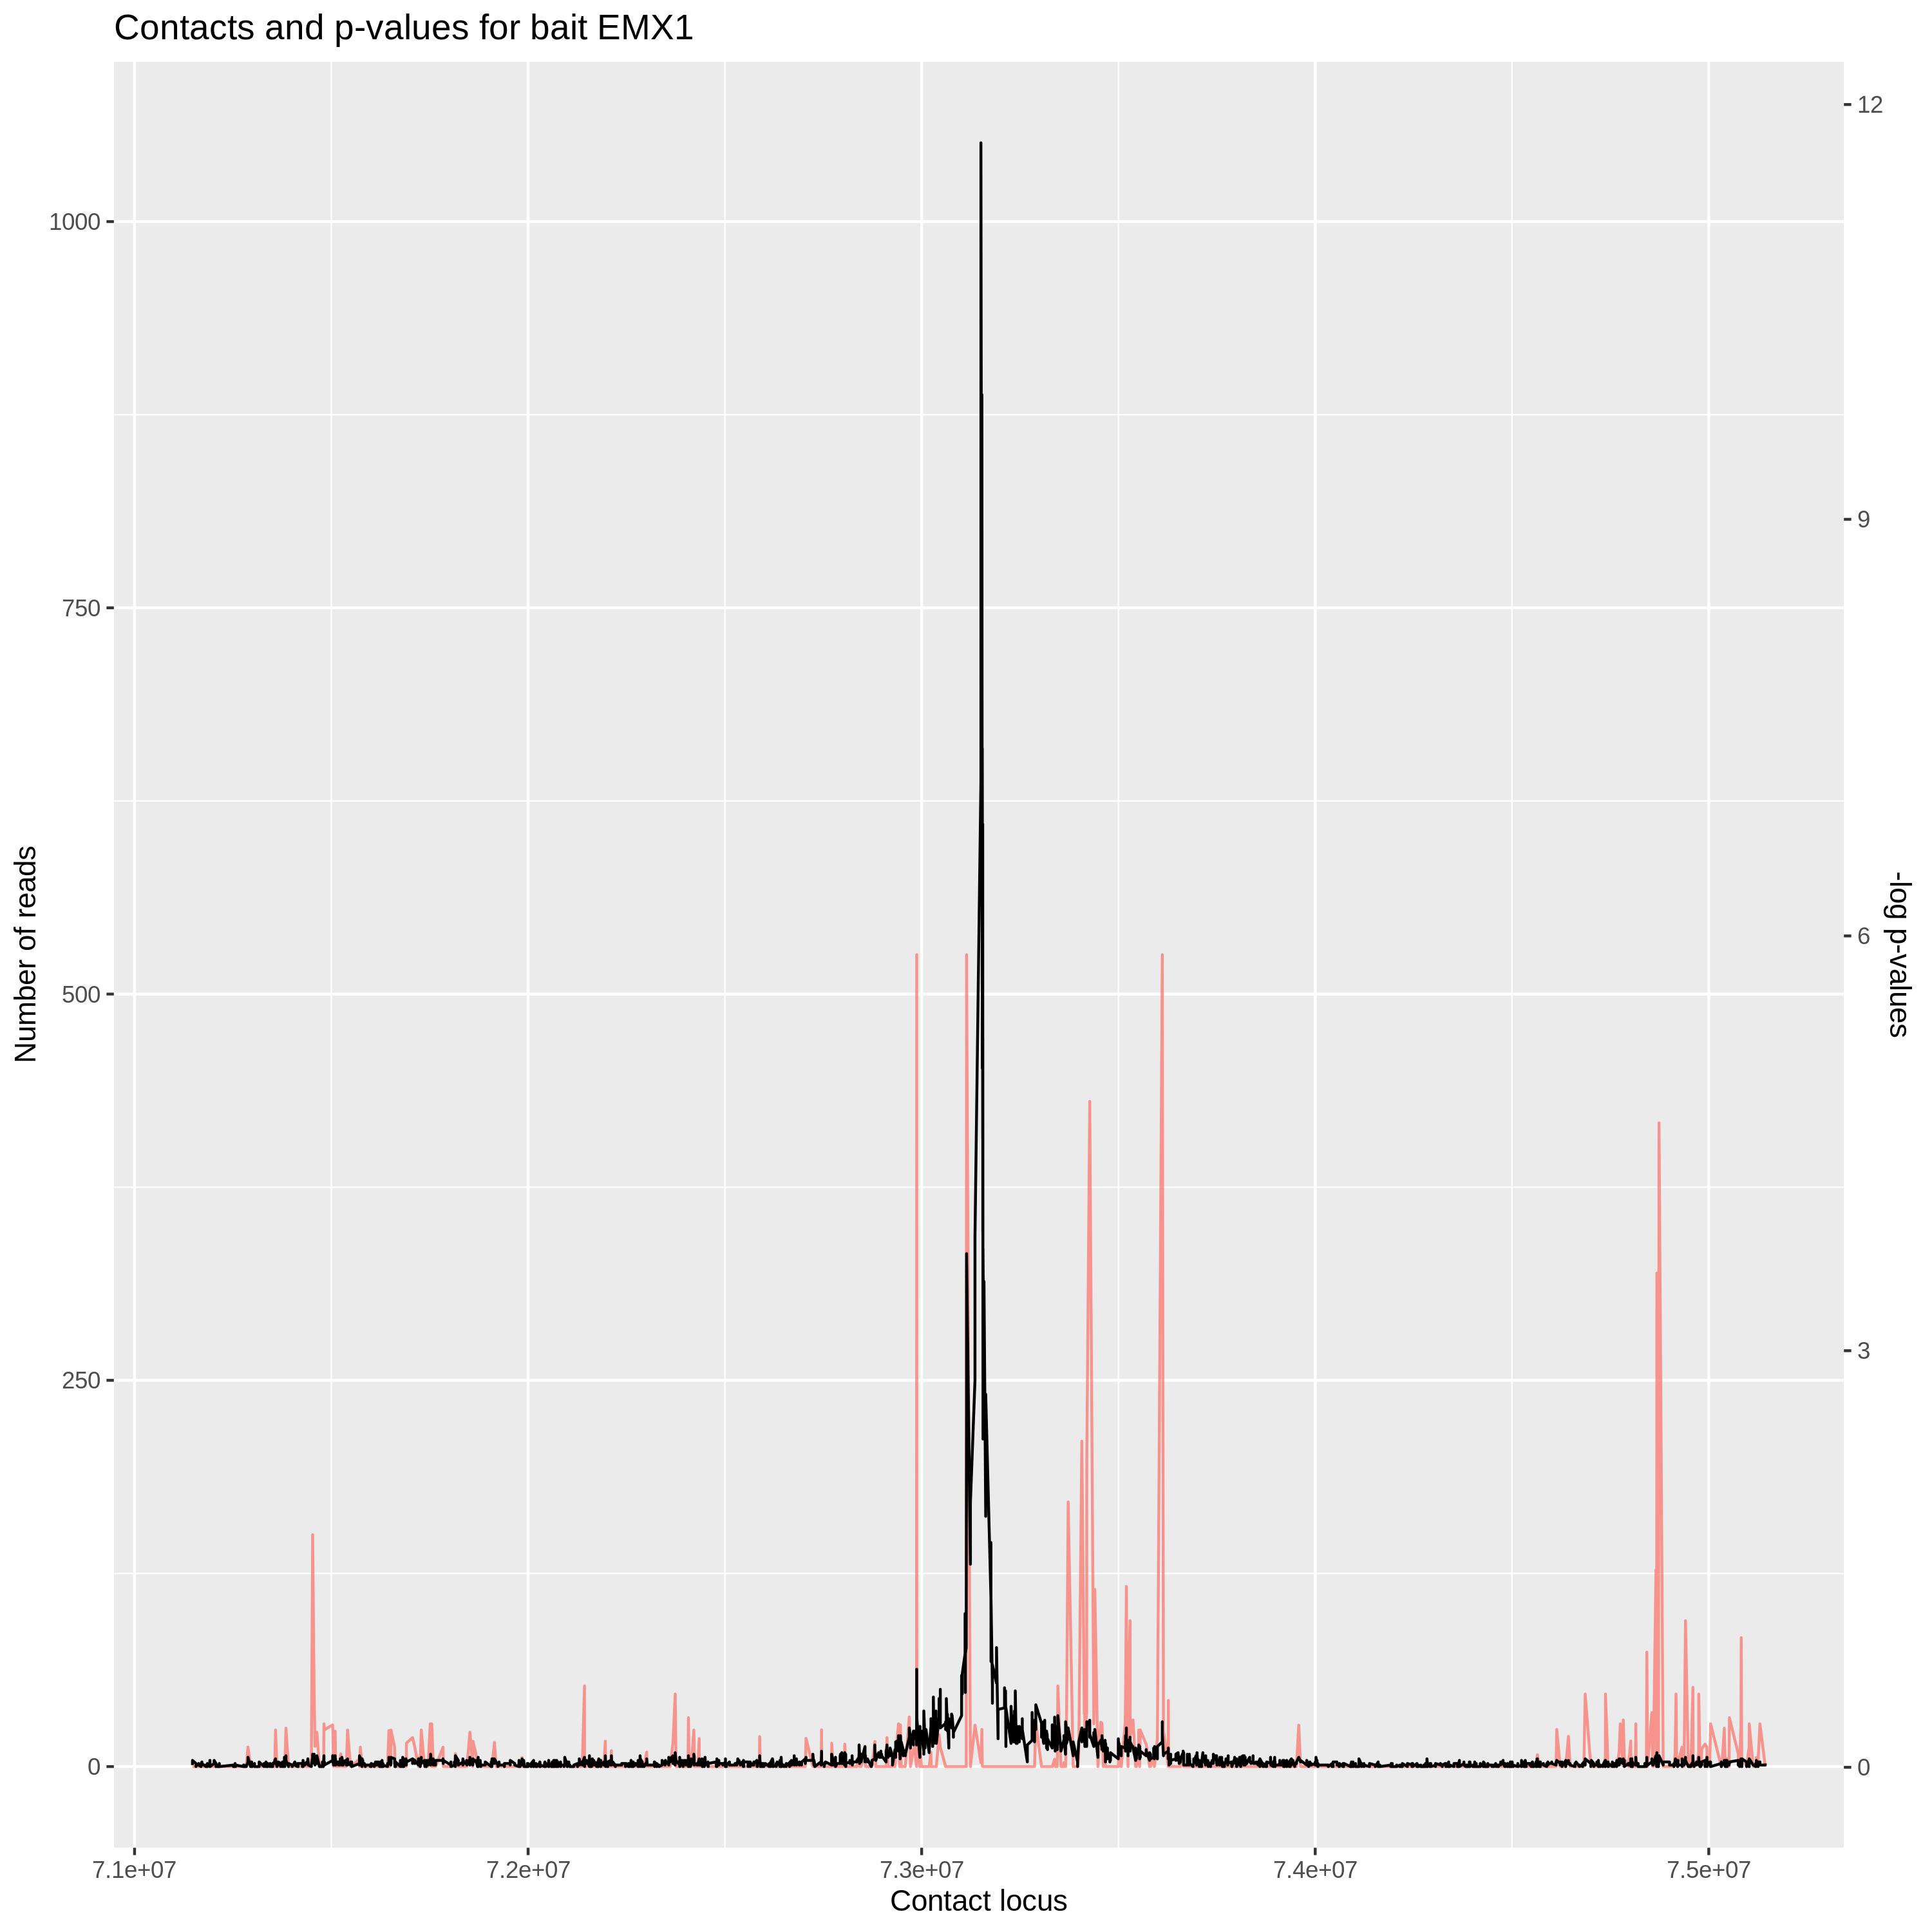 Contacts and p-values for bait EMX1
1000
750
500
250
0
Number of reads
12
9
6
3
0
-log p-values
7.1e+07 7.2e+07 7.3e+07 7.4e+07 7.5e+07
Contact locus